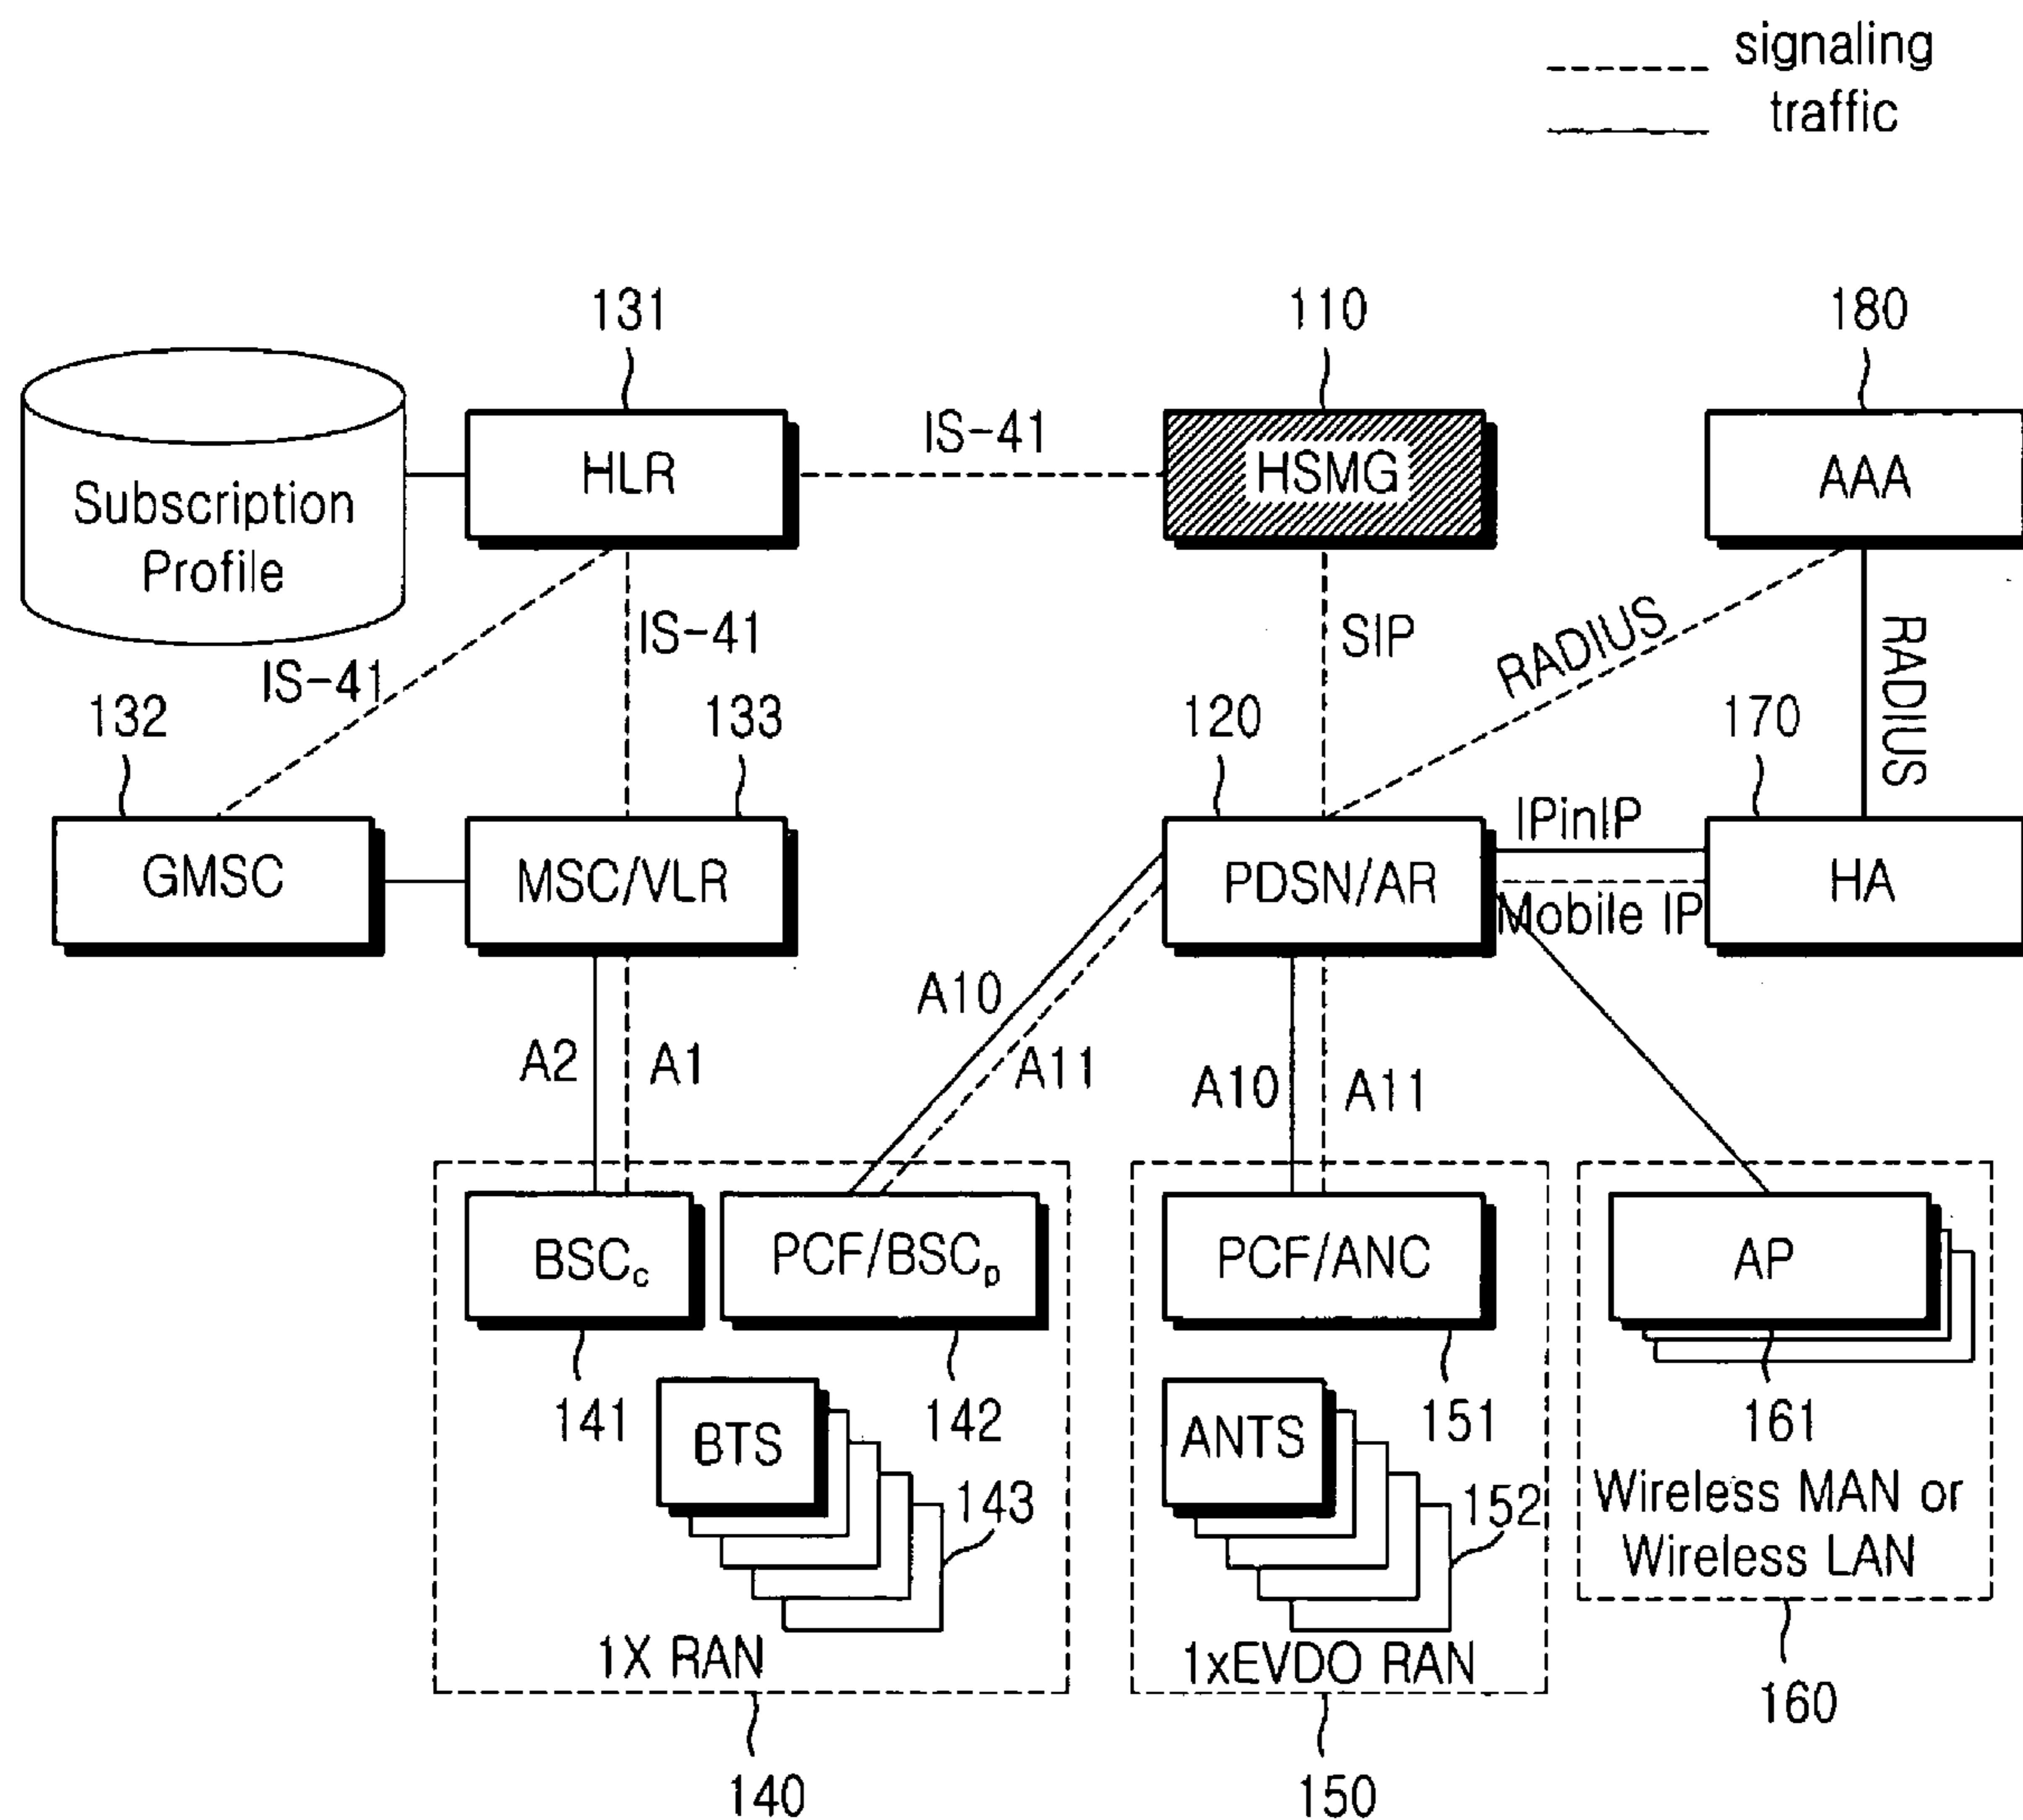 signaling
traffic
131
110
180
Subscription
Profile
HLR
IS-41
HSMG
AAA
IS-41
IS-41
SIP
RADIUS
RADIUS
132
133
120
170
GMSC
MSC/VLR
PDSN/AR
IPinIP
Mobile IP
HA
A2
A1
A10
A11
A10
A11
BSCc
PCF/BSCp
PCF/ANC
AP
141
142
151
161
BTS
143
ANTS
152
Wireless MAN or
Wireless LAN
1X RAN
1xEVDO RAN
160
140
150